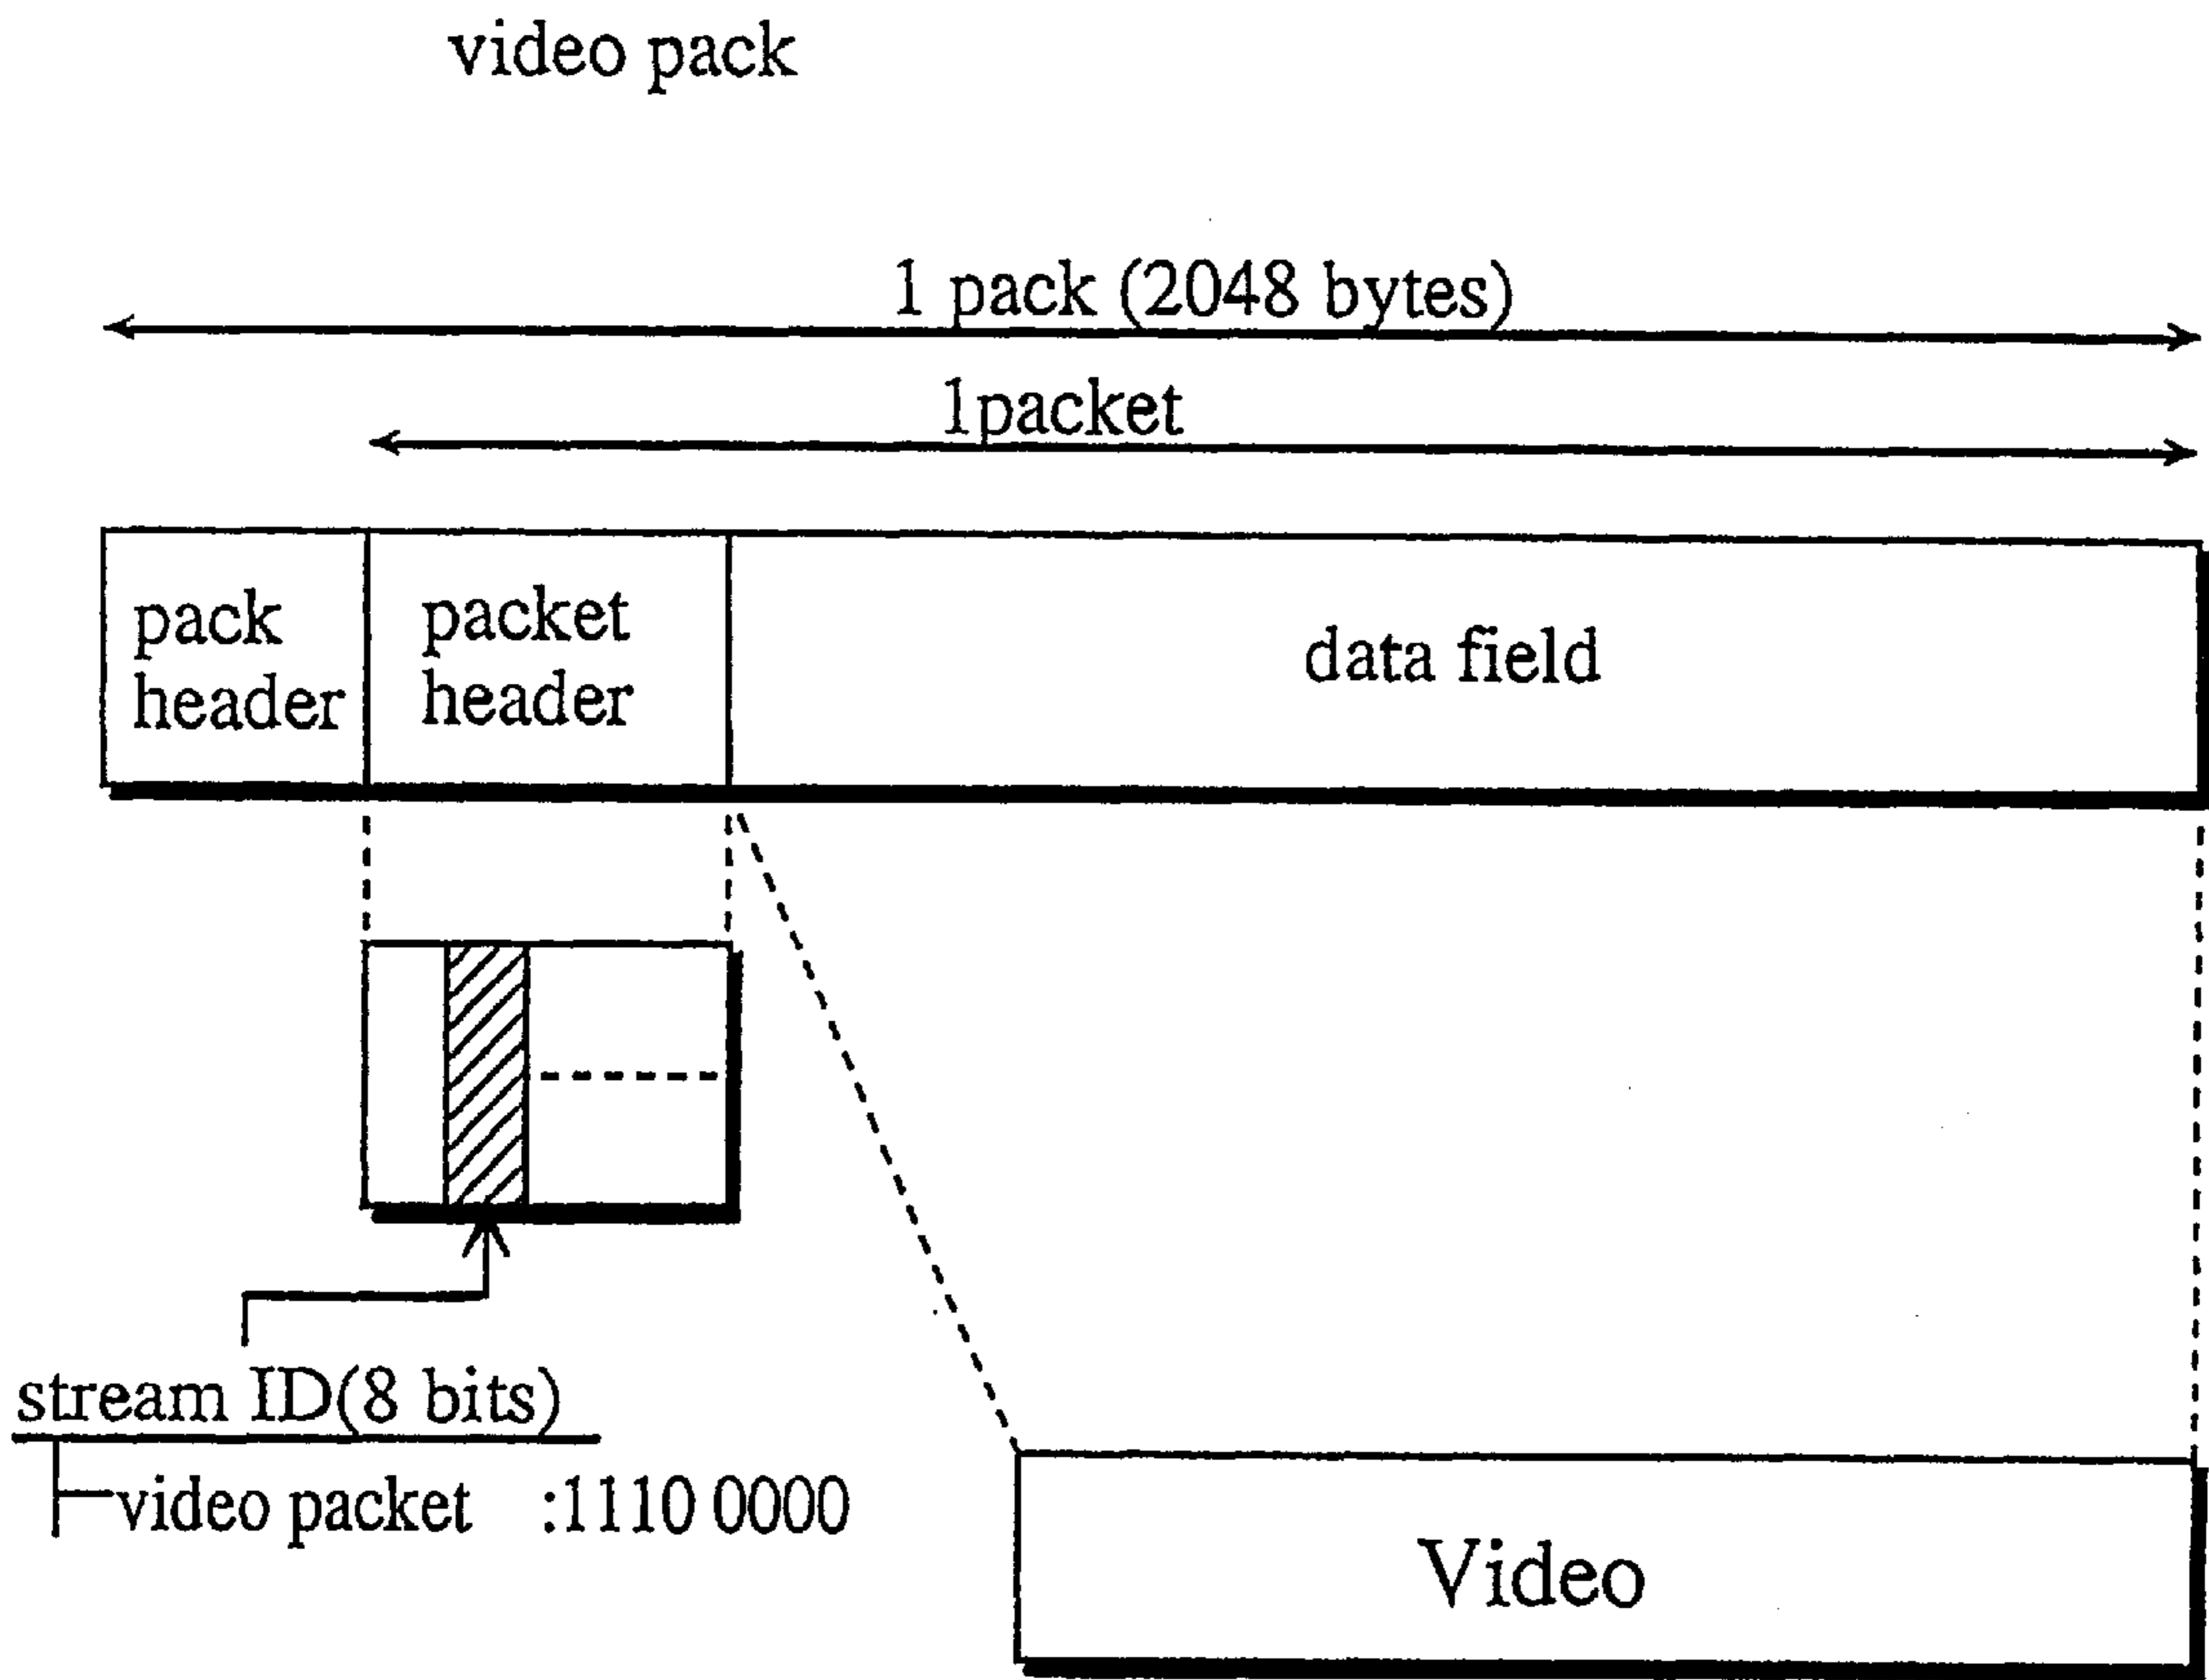 video pack
1 pack (2048 bytes)
1packet
pack
header
packet
header
data field
stream ID(8 bits)
video packet :1110 0000
Video